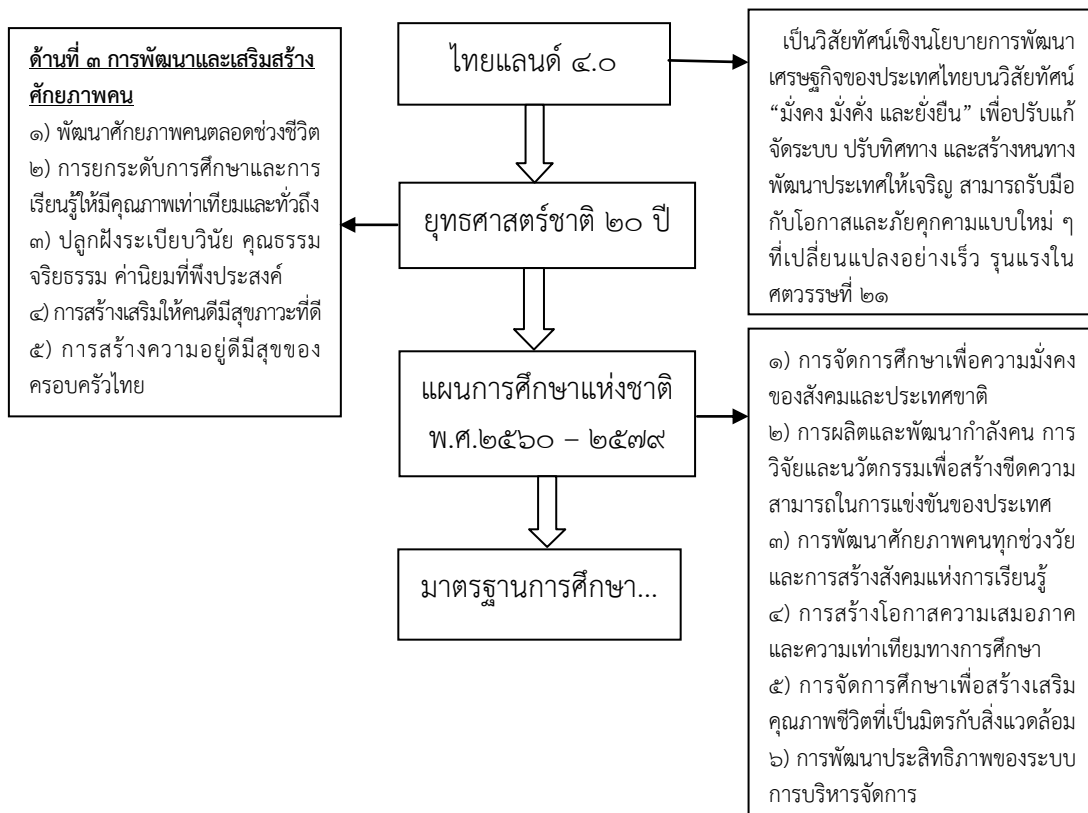 ด้านที่ ๓ การพัฒนาและเสริมสร้าง
ศักยภาพคน
๑) พัฒนาศักยภาพคนตลอดช่วงชีวิต
๒) การยกระดับการศึกษาและการ
เรียนรู้ให้มีคุณภาพเท่าเทียมและทั่วถึง
๓) ปลูกฝังระเบียบวินัย คุณธรรม
จริยธรรม ค่านิยมที่พึงประสงค์
๔) การสร้างเสริมให้คนดีมีสุขภาวะที่ดี
๕) การสร้างความอยู่ดีมีสุขของ
ครอบครัวไทย
ไทยแลนด์ ๔.๐
ยุทธศาสตร์ชาติ ๒๐ ปี
แผนการศึกษาแห่งชาติ
พ.ศ.๒๕๖๐ – ๒๕๗๙
มาตรฐานการศึกษา...
เป็นวิสัยทัศน์เชิงนโยบายการพัฒนา
เศรษฐกิจของประเทศไทยบนวิสัยทัศน์
“มั่งคง มั่งคั่ง และยั่งยืน” เพื่อปรับแก้
จัดระบบ ปรับทิศทาง และสร้างหนทาง
พัฒนาประเทศให้เจริญ สามารถรับมือ
กับโอกาสและภัยคุกคามแบบใหม่ ๆ
ที่เปลี่ยนแปลงอย่างเร็ว รุนแรงใน
ศตวรรษที่ ๒๑
๑) การจัดการศึกษาเพื่อความมั่งคง
ของสังคมและประเทศชาติ
๒) การผลิตและพัฒนากำลังคน การ
วิจัยและนวัตกรรมเพื่อสร้างขีดความ
สามารถในการแข่งขันของประเทศ
๓) การพัฒนาศักยภาพคนทุกช่วงวัย
และการสร้างสังคมแห่งการเรียนรู้
๔) การสร้างโอกาสความเสมอภาค
และความเท่าเทียมทางการศึกษา
๕) การจัดการศึกษาเพื่อสร้างเสริม
คุณภาพชีวิตที่เป็นมิตรกับสิ่งแวดล้อม
๖) การพัฒนาประสิทธิภาพของระบบ
การบริหารจัดการ